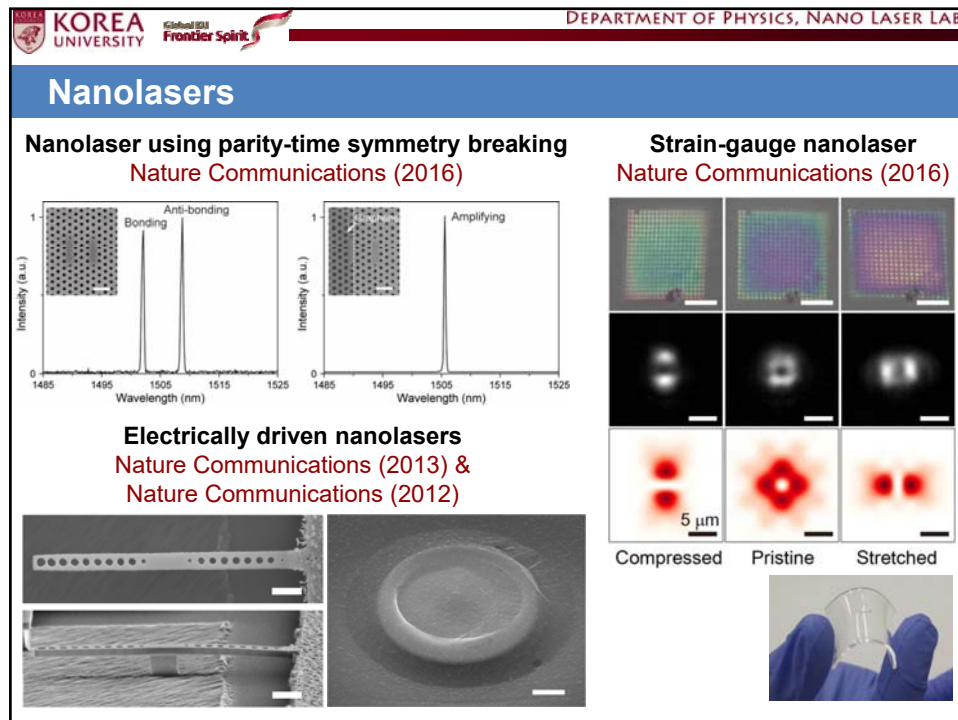 KOREA
UNIVERSITY
Global KU
Frontier Spirit
DEPARTMENT OF PHYSICS, NANO LASER LAB
Nanolasers
Nanolaser using parity-time symmetry breaking
Nature Communications (2016)
Intensity (a.u.)
1
0
Bonding
Anti-bonding
1485 1495 1505 1515 1525
Wavelength (nm)
Intensity (a.u.)
1
0
Amplifying
1485 1495 1505 1515 1525
Wavelength (nm)
Electrically driven nanolasers
Nature Communications (2013) &
Nature Communications (2012)
Strain-gauge nanolaser
Nature Communications (2016)
5 μm
Compressed Pristine Stretched